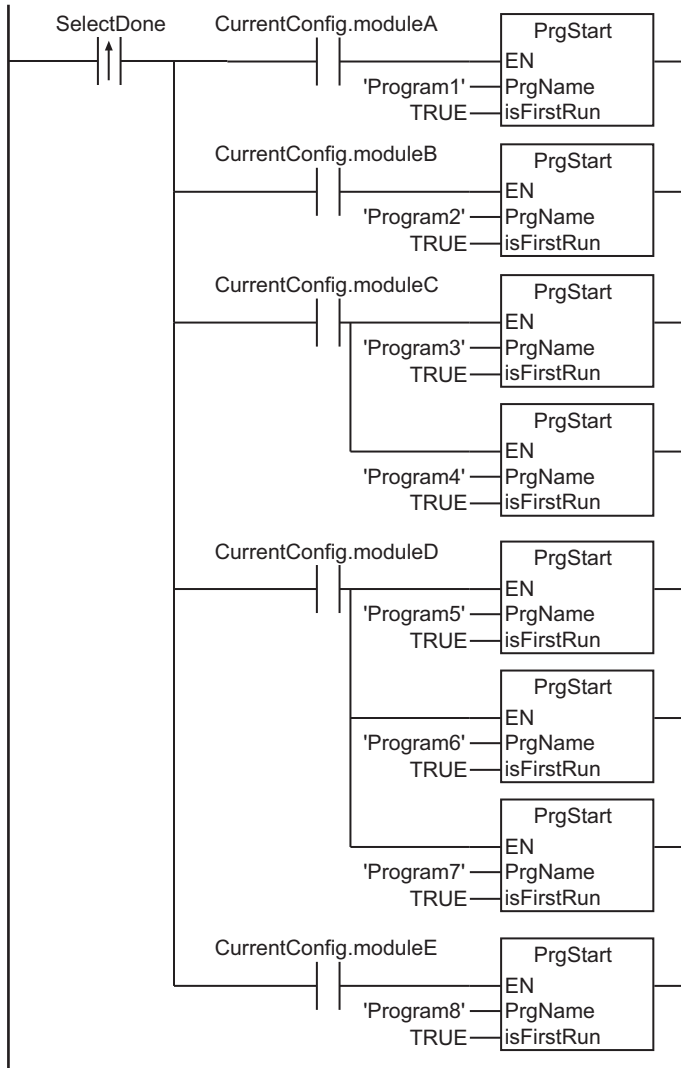 SelectDone
CurrentConfig.moduleA
PrgStart
EN
'Program1' PrgName
TRUE isFirstRun
CurrentConfig.moduleB
PrgStart
EN
'Program2' PrgName
TRUE isFirstRun
CurrentConfig.moduleC
PrgStart
EN
'Program3' PrgName
TRUE isFirstRun
PrgStart
EN
'Program4' PrgName
TRUE isFirstRun
CurrentConfig.moduleD
PrgStart
EN
'Program5' PrgName
TRUE isFirstRun
PrgStart
EN
'Program6' PrgName
TRUE isFirstRun
PrgStart
EN
'Program7' PrgName
TRUE isFirstRun
CurrentConfig.moduleE
PrgStart
EN
'Program8' PrgName
TRUE isFirstRun